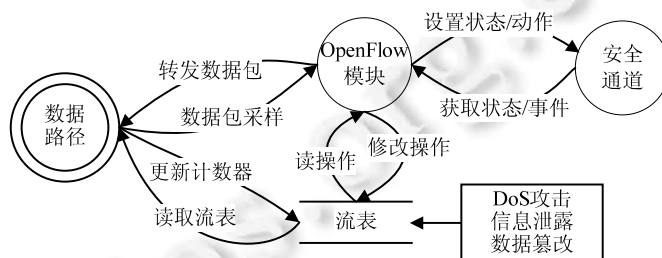 设置状态/动作
OpenFlow
模块
安全
通道
转发数据包
获取状态/事件
数据
路径
数据包采样
读操作
修改操作
更新计数器
读取流表
流表
DoS攻击
信息泄露
数据篡改